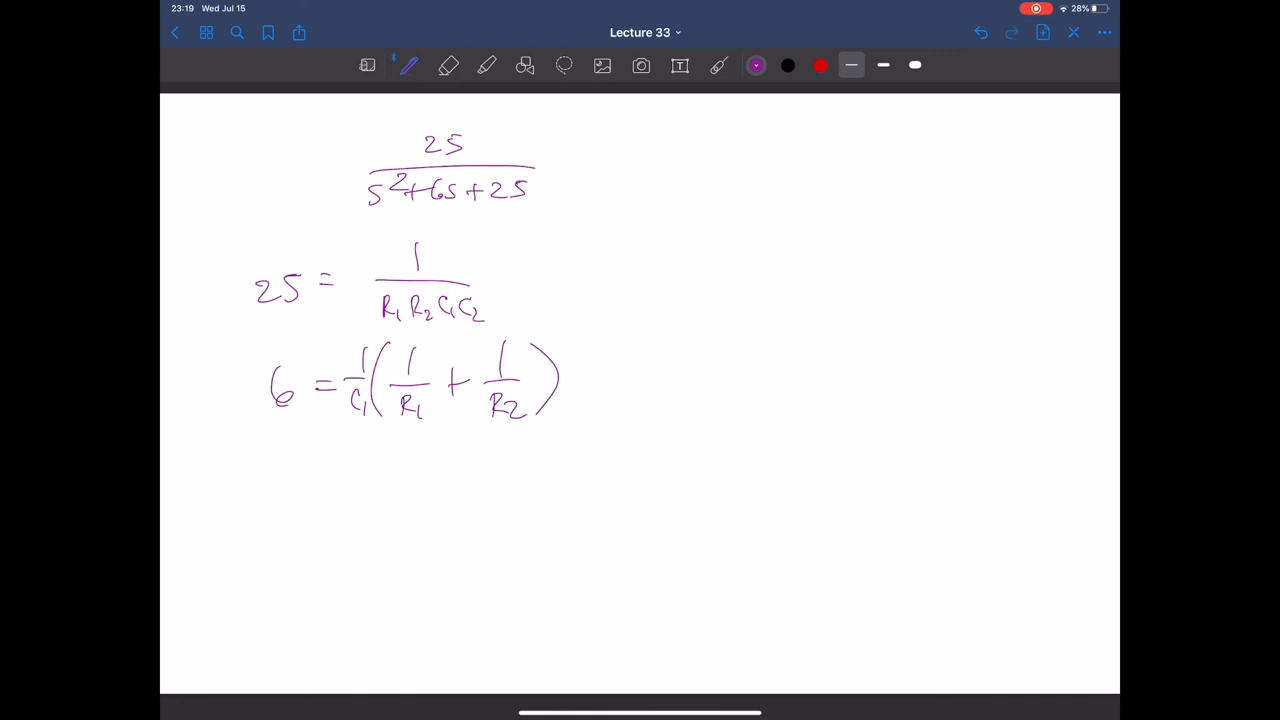 23:19 Wed Jul 15
28%
Lecture 33
T
25
s²+6s+25
25 = 1
R₁R₂C₁C₂
6 = 1/C₁ (1/R₁ + 1/R2)